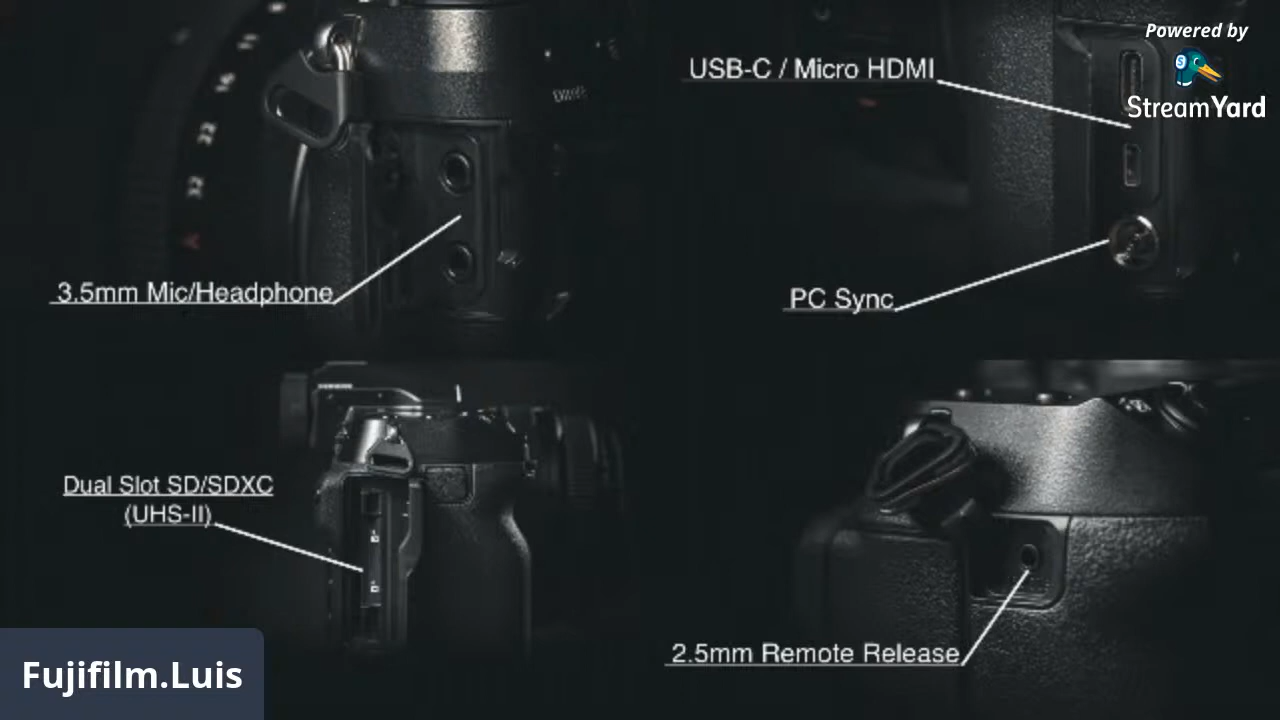 Powered by
StreamYard
USB-C / Micro HDMI
3.5mm Mic/Headphone
PC Sync
Dual Slot SD/SDXC
(UHS-II)
2.5mm Remote Release
Fujifilm.Luis